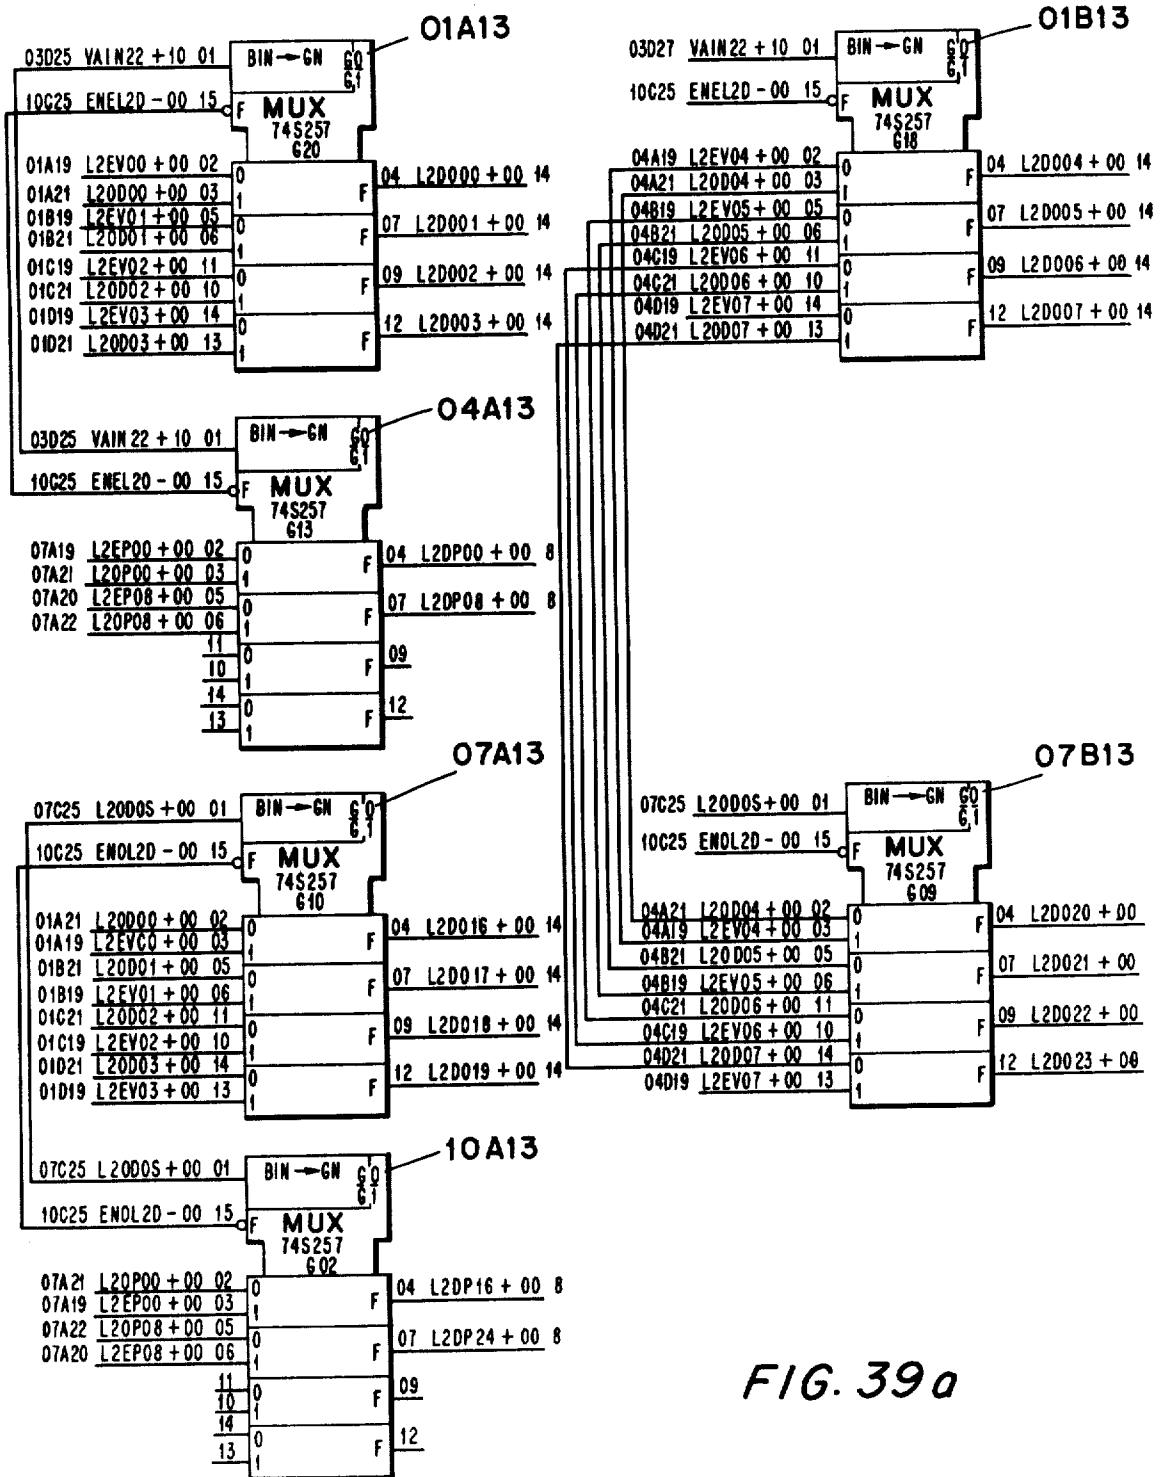 01A13
03D25 VAIN22+10 01
BIN→GN G0 G1
10C25 ENEL2D-00 15
F MUX
74S257
G20
01A19 L2EV00+00 02 0
01A21 L2OD00+00 03 1
F 04 L2D000+00 14
01B19 L2EV01+00 05 0
01B21 L2OD01+00 06 1
F 07 L2D001+00 14
01C19 L2EV02+00 11 0
01C21 L2OD02+00 10 1
F 09 L2D002+00 14
01D19 L2EV03+00 14 0
01D21 L2OD03+00 13 1
F 12 L2D003+00 14
04A13
03D25 VAIN22+10 01
BIN→GN G0 G1
10C25 ENEL2D-00 15
F MUX
74S257
G13
07A19 L2EP00+00 02 0
07A21 L2OP00+00 03 1
F 04 L2DP00+00 8
07A20 L2EP08+00 05 0
07A22 L2OP08+00 06 1
F 07 L2DP08+00 8
11 0
10 1
F 09
14 0
13 1
F 12
07A13
07C25 L2ODOS+00 01
BIN→GN G0 G1
10C25 ENOL2D-00 15
F MUX
74S257
G10
01A21 L2OD00+00 02 0
01A19 L2EVC0+00 03 1
F 04 L2D016+00 14
01B21 L2OD01+00 05 0
01B19 L2EV01+00 06 1
F 07 L2D017+00 14
01C21 L2OD02+00 11 0
01C19 L2EV02+00 10 1
F 09 L2D018+00 14
01D21 L2OD03+00 14 0
01D19 L2EV03+00 13 1
F 12 L2D019+00 14
10A13
07C25 L2ODOS+00 01
BIN→GN G0 G1
10C25 ENOL2D-00 15
F MUX
74S257
G02
07A21 L2OP00+00 02 0
07A19 L2EP00+00 03 1
F 04 L2DP16+00 8
07A22 L2OP08+00 05 0
07A20 L2EP08+00 06 1
F 07 L2DP24+00 8
11 0
10 1
F 09
14 0
13 1
F 12
01B13
03D27 VAIN22+10 01
BIN→GN G0 G1
10C25 ENEL2D-00 15
F MUX
74S257
G18
04A19 L2EV04+00 02 0
04A21 L2OD04+00 03 1
F 04 L2D004+00 14
04B19 L2EV05+00 05 0
04B21 L2OD05+00 06 1
F 07 L2D005+00 14
04C19 L2EV06+00 11 0
04C21 L2OD06+00 10 1
F 09 L2D006+00 14
04D19 L2EV07+00 14 0
04D21 L2OD07+00 13 1
F 12 L2D007+00 14
07B13
07C25 L2ODOS+00 01
BIN→GN G0 G1
10C25 ENOL2D-00 15
F MUX
74S257
G09
04A21 L2OD04+00 02 0
04A19 L2EV04+00 03 1
F 04 L2D020+00
04B21 L2OD05+00 05 0
04B19 L2EV05+00 06 1
F 07 L2D021+00
04C21 L2OD06+00 11 0
04C19 L2EV06+00 10 1
F 09 L2D022+00
04D21 L2OD07+00 14 0
04D19 L2EV07+00 13 1
F 12 L2D023+00
FIG. 39a